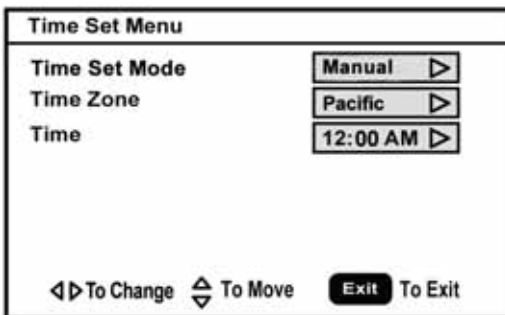 Time Set Menu
Time Set Mode Manual
Time Zone Pacific
Time 12:00 AM
To Change To Move Exit To Exit